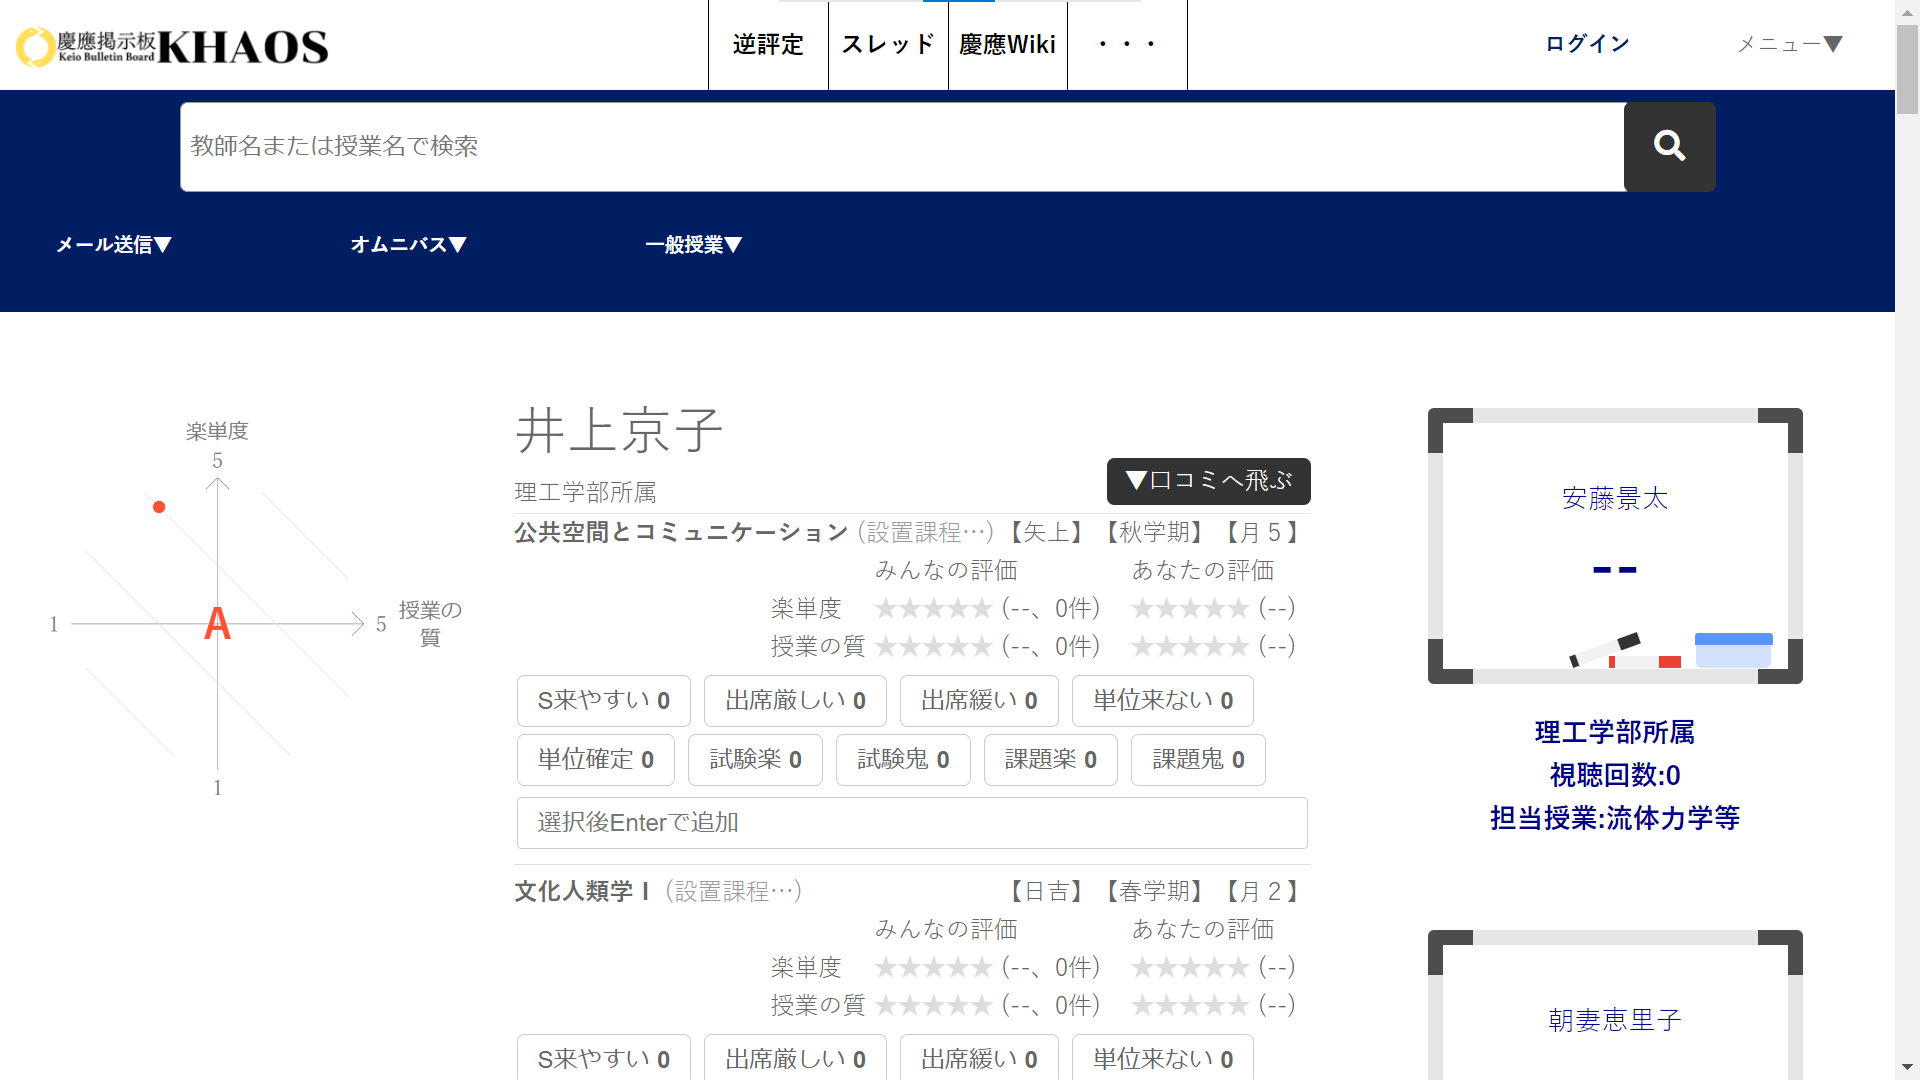 慶應掲示板 KHAOS
Keio Bulletin Board
逆評定
スレッド
慶應Wiki
・・・
ログイン
メニュー▼
教師名または授業名で検索
メール送信▼
オムニバス▼
一般授業▼
楽単度
5
1
A
5
授業の
質
1
井上京子
理工学部所属
▼口コミへ飛ぶ
公共空間とコミュニケーション (設置課程…) 【矢上】 【秋学期】 【月５】
みんなの評価 あなたの評価
楽単度 ★★★★★ (--、0件) ★★★★★ (--)
授業の質 ★★★★★ (--、0件) ★★★★★ (--)
S来やすい 0 出席厳しい 0 出席緩い 0 単位来ない 0
単位確定 0 試験楽 0 試験鬼 0 課題楽 0 課題鬼 0
選択後Enterで追加
文化人類学Ⅰ (設置課程…) 【日吉】 【春学期】 【月２】
みんなの評価 あなたの評価
楽単度 ★★★★★ (--、0件) ★★★★★ (--)
授業の質 ★★★★★ (--、0件) ★★★★★ (--)
S来やすい 0 出席厳しい 0 出席緩い 0 単位来ない 0
安藤景太
--
理工学部所属
視聴回数:0
担当授業:流体力学等
朝妻恵里子